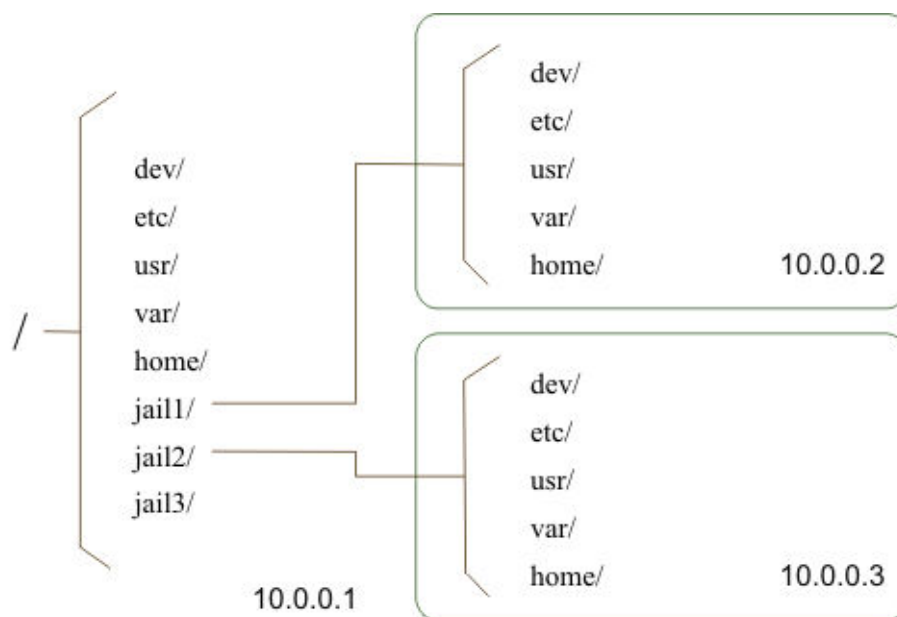 /
dev/
etc/
usr/
var/
home/
jail1/
jail2/
jail3/
10.0.0.1
dev/
etc/
usr/
var/
home/
10.0.0.2
dev/
etc/
usr/
var/
home/
10.0.0.3